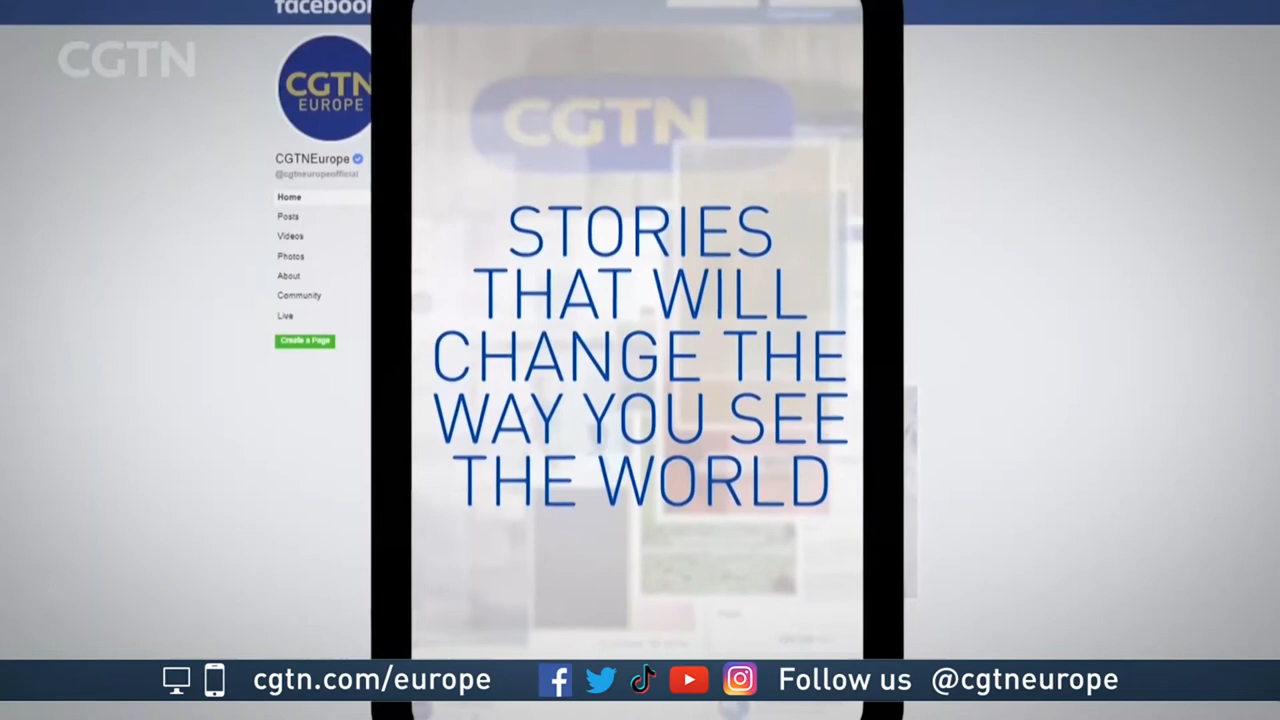 facebook
CGTN
CGTN
EUROPE
CGTNEurope
@cgtneuropeofficial
Home
Posts
Videos
Photos
About
Community
Live
Create a Page
CGTN
STORIES
THAT WILL
CHANGE THE
WAY YOU SEE
THE WORLD
cgtn.com/europe
Follow us @cgtneurope